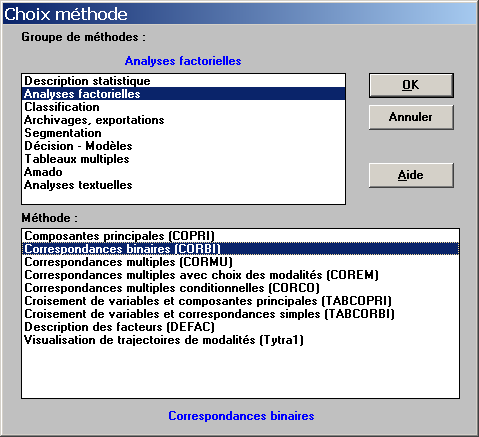 Choix méthode
Groupe de méthodes :
Analyses factorielles
Description statistique
Analyses factorielles
Classification
Archivages, exportations
Segmentation
Décision - Modèles
Tableaux multiples
Amado
Analyses textuelles
OK
Annuler
Aide
Méthode :
Composantes principales (COPRI)
Correspondances binaires (CORBI)
Correspondances multiples (CORMU)
Correspondances multiples avec choix des modalités (COREM)
Correspondances multiples conditionnelles (CORCO)
Croisement de variables et composantes principales (TABCOPRI)
Croisement de variables et correspondances simples (TABCORBI)
Description des facteurs (DEFAC)
Visualisation de trajectoires de modalités (Tytra1)
Correspondances binaires